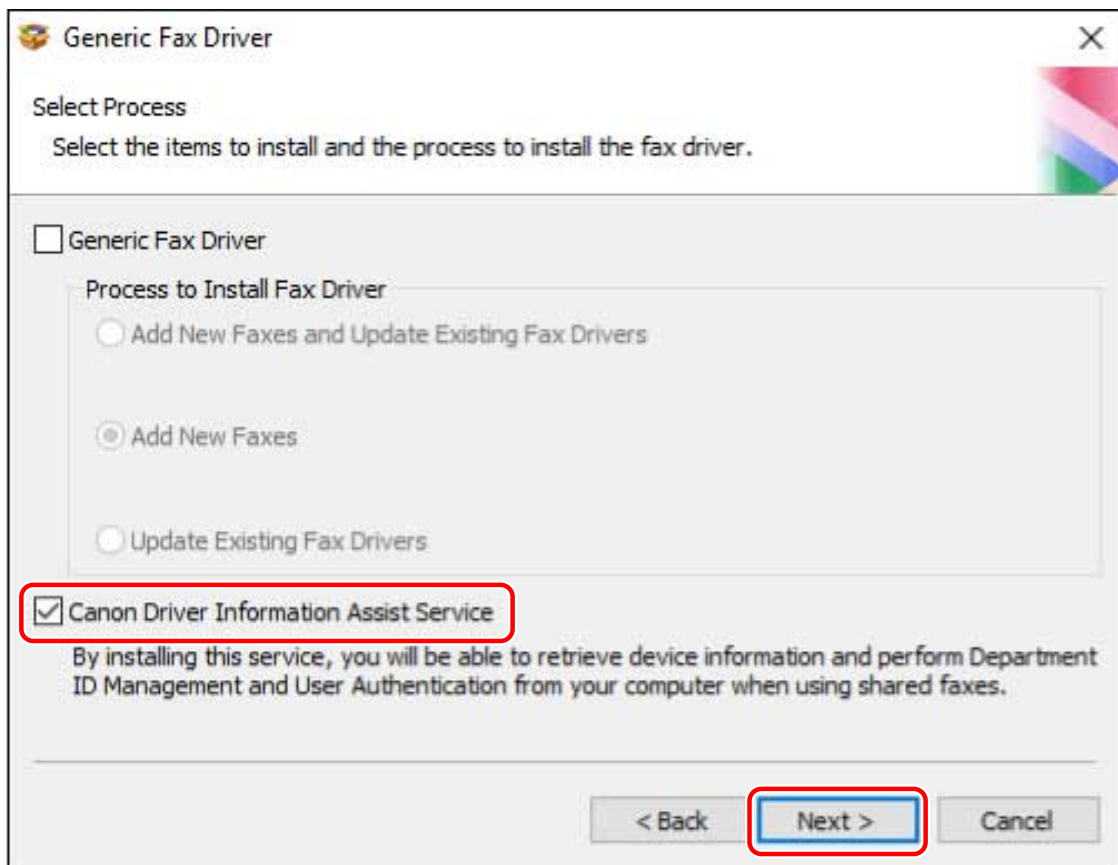 Generic Fax Driver
Select Process
Select the items to install and the process to install the fax driver.
Generic Fax Driver
Process to Install Fax Driver
Add New Faxes and Update Existing Fax Drivers
Add New Faxes
Update Existing Fax Drivers
Canon Driver Information Assist Service
By installing this service, you will be able to retrieve device information and perform Department
ID Management and User Authentication from your computer when using shared faxes.
< Back Next > Cancel